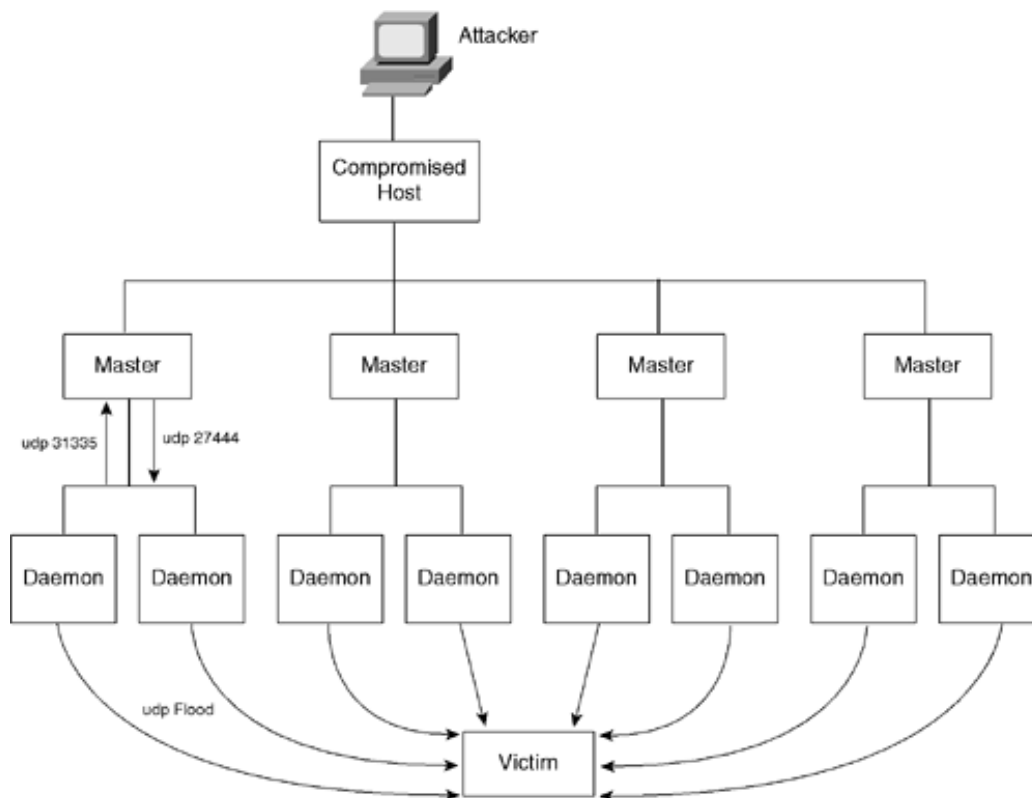 Attacker
Compromised
Host
Master
Master
Master
Master
udp 31335
udp 27444
Daemon
Daemon
Daemon
Daemon
Daemon
Daemon
Daemon
Daemon
udp Flood
Victim